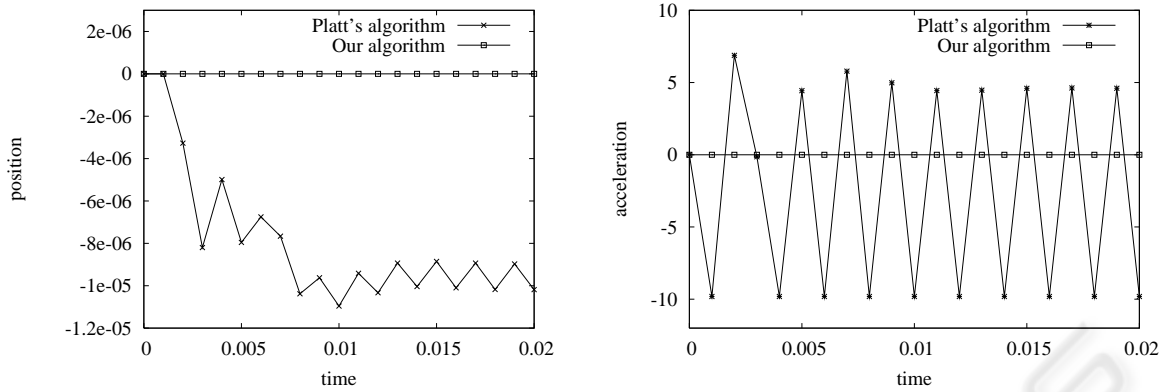 2e-06
0
-2e-06
-4e-06
-6e-06
-8e-06
-1e-05
-1.2e-05
0 0.005 0.01 0.015 0.02
position
time
Platt's algorithm
Our algorithm
10
5
0
-5
-10
0 0.005 0.01 0.015 0.02
acceleration
time
Platt's algorithm
Our algorithm